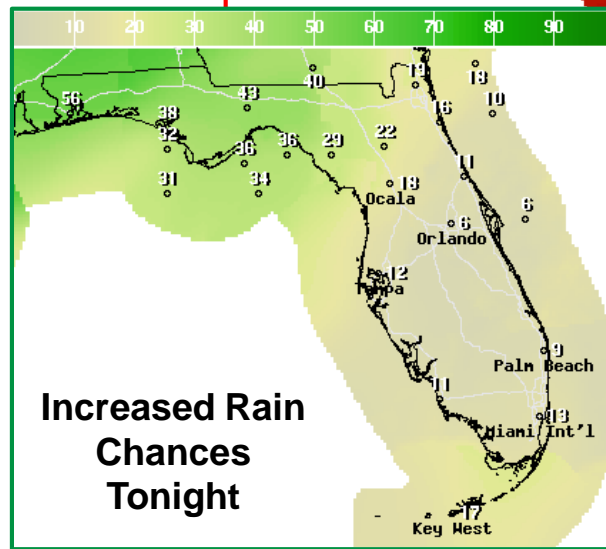 10 20 30 40 50 60 70 80 90
19 18
40
43
56 16 10
38
32 22
36 36 29
11
31 34 18
Ocala
6 6
Orlando
12
Tampa
9
Palm Beach
11
13
Miami Int'l
17
Key West
Increased Rain
Chances
Tonight